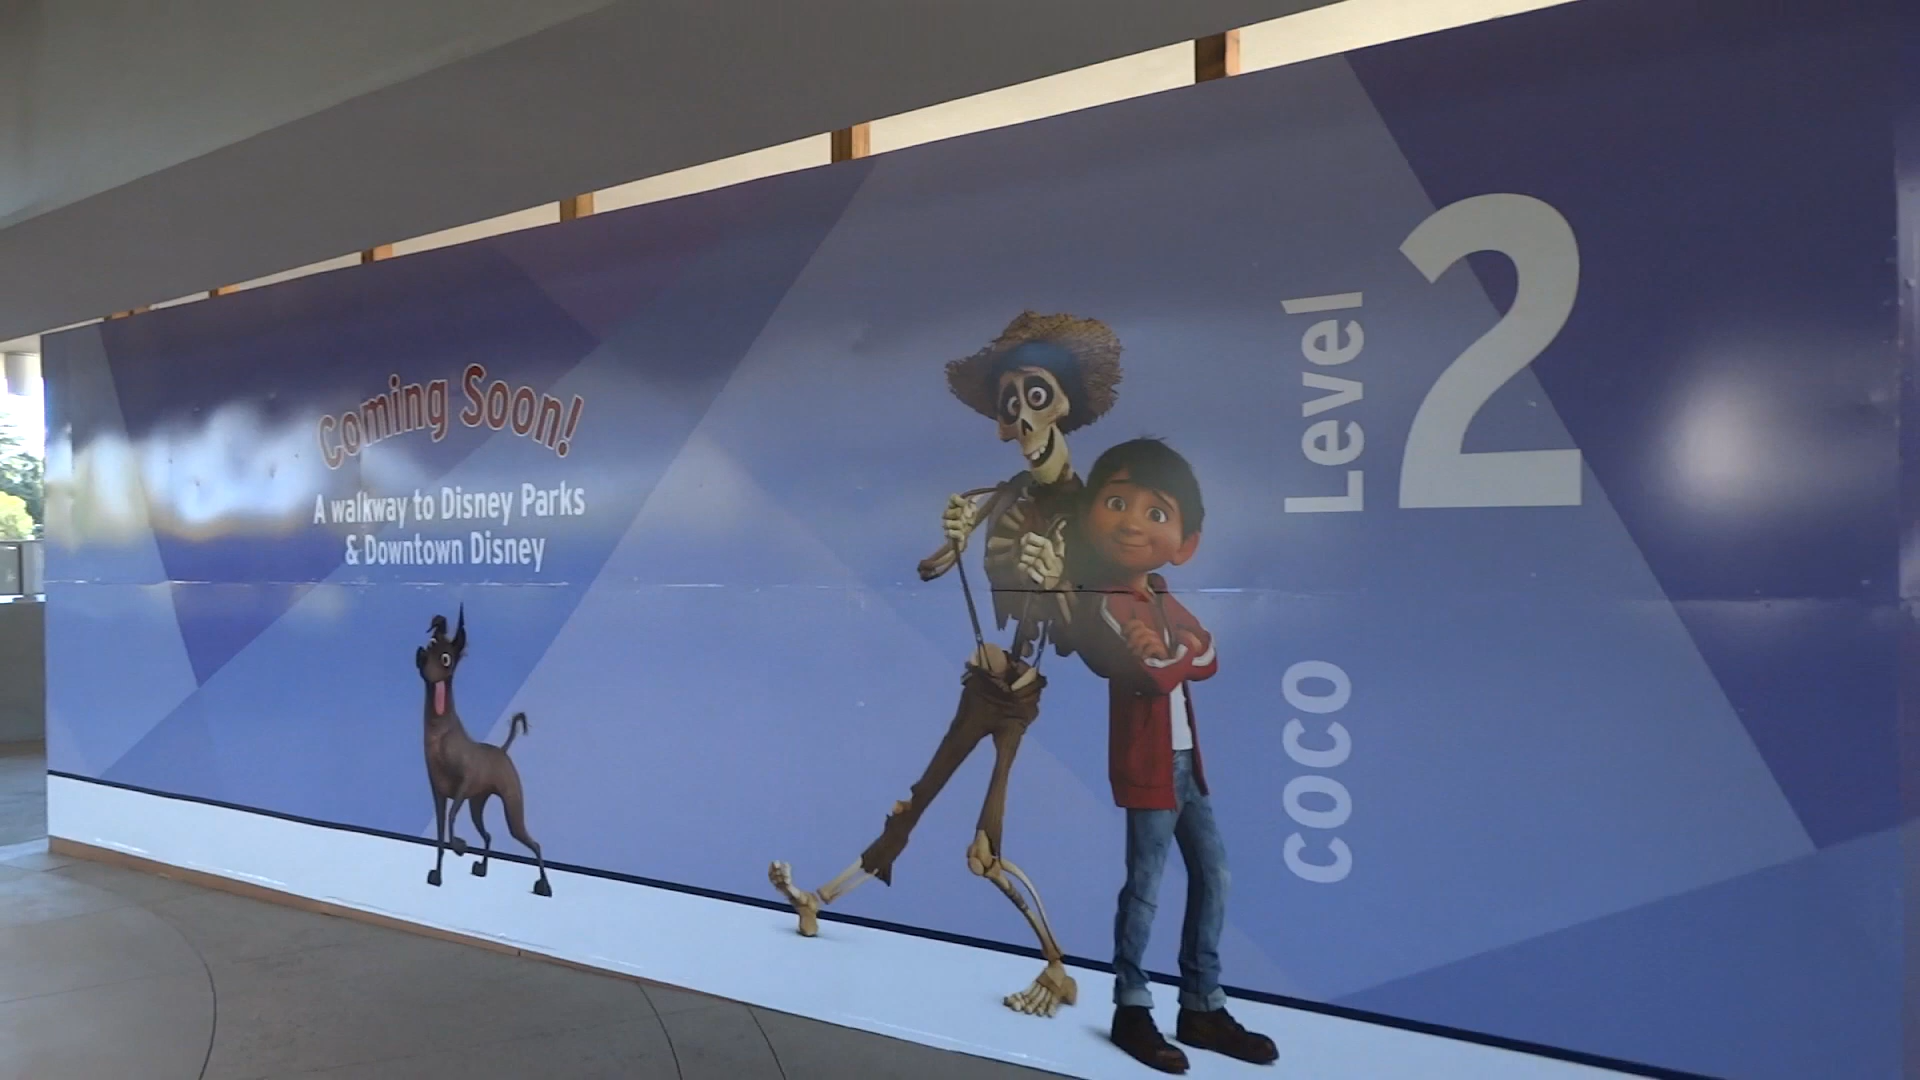 Coming Soon!
A walkway to Disney Parks
& Downtown Disney
Level 2
COCO